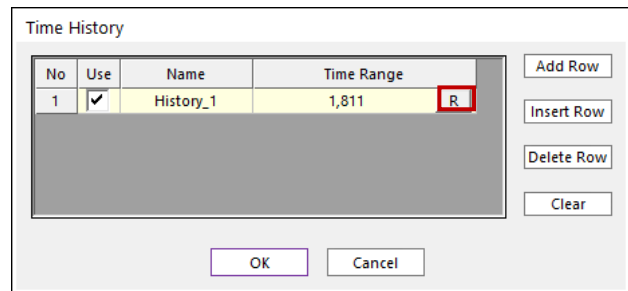 Time History
No Use Name Time Range
1 History_1 1,811 R
Add Row
Insert Row
Delete Row
Clear
OK Cancel